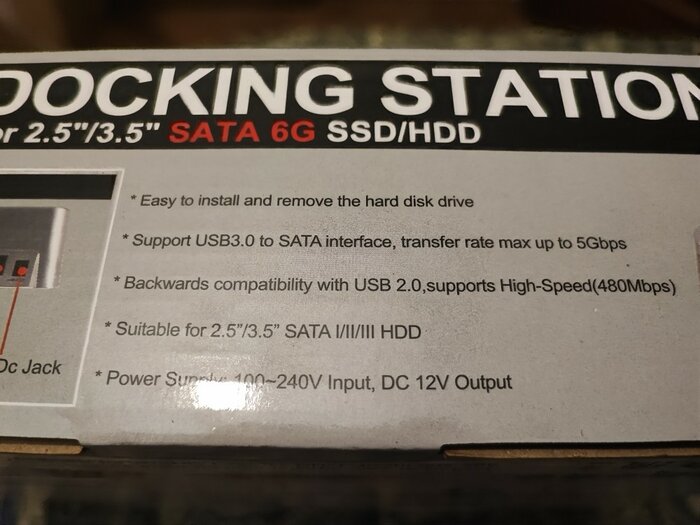 DOCKING STATION
or 2.5"/3.5" SATA 6G SSD/HDD
* Easy to install and remove the hard disk drive
* Support USB3.0 to SATA interface, transfer rate max up to 5Gbps
* Backwards compatibility with USB 2.0,supports High-Speed(480Mbps)
* Suitable for 2.5”/3.5” SATA I/II/III HDD
Dc Jack
* Power Supply: 100~240V Input, DC 12V Output